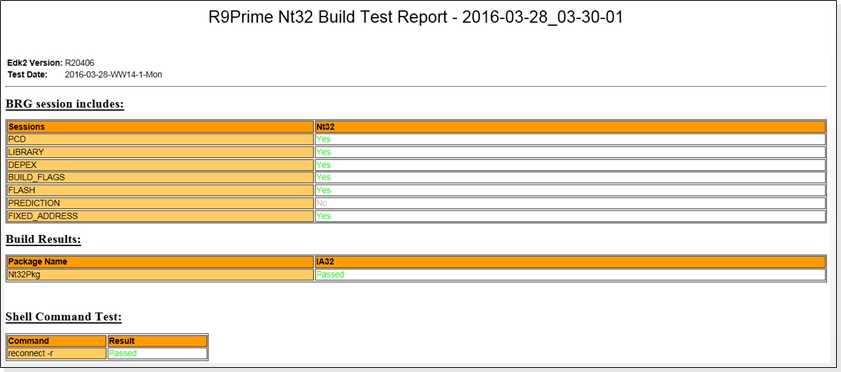 R9Prime Nt32 Build Test Report - 2016-03-28_03-30-01
Edk2 Version: R20406
Test Date: 2016-03-28-WW14-1-Mon
BRG session includes:
Sessions Nt32
PCD Yes
LIBRARY Yes
DEPEX Yes
BUILD_FLAGS Yes
FLASH Yes
PREDICTION No
FIXED_ADDRESS Yes
Build Results:
Package Name IA32
Nt32Pkg Passed
Shell Command Test:
Command Result
reconnect -r Passed